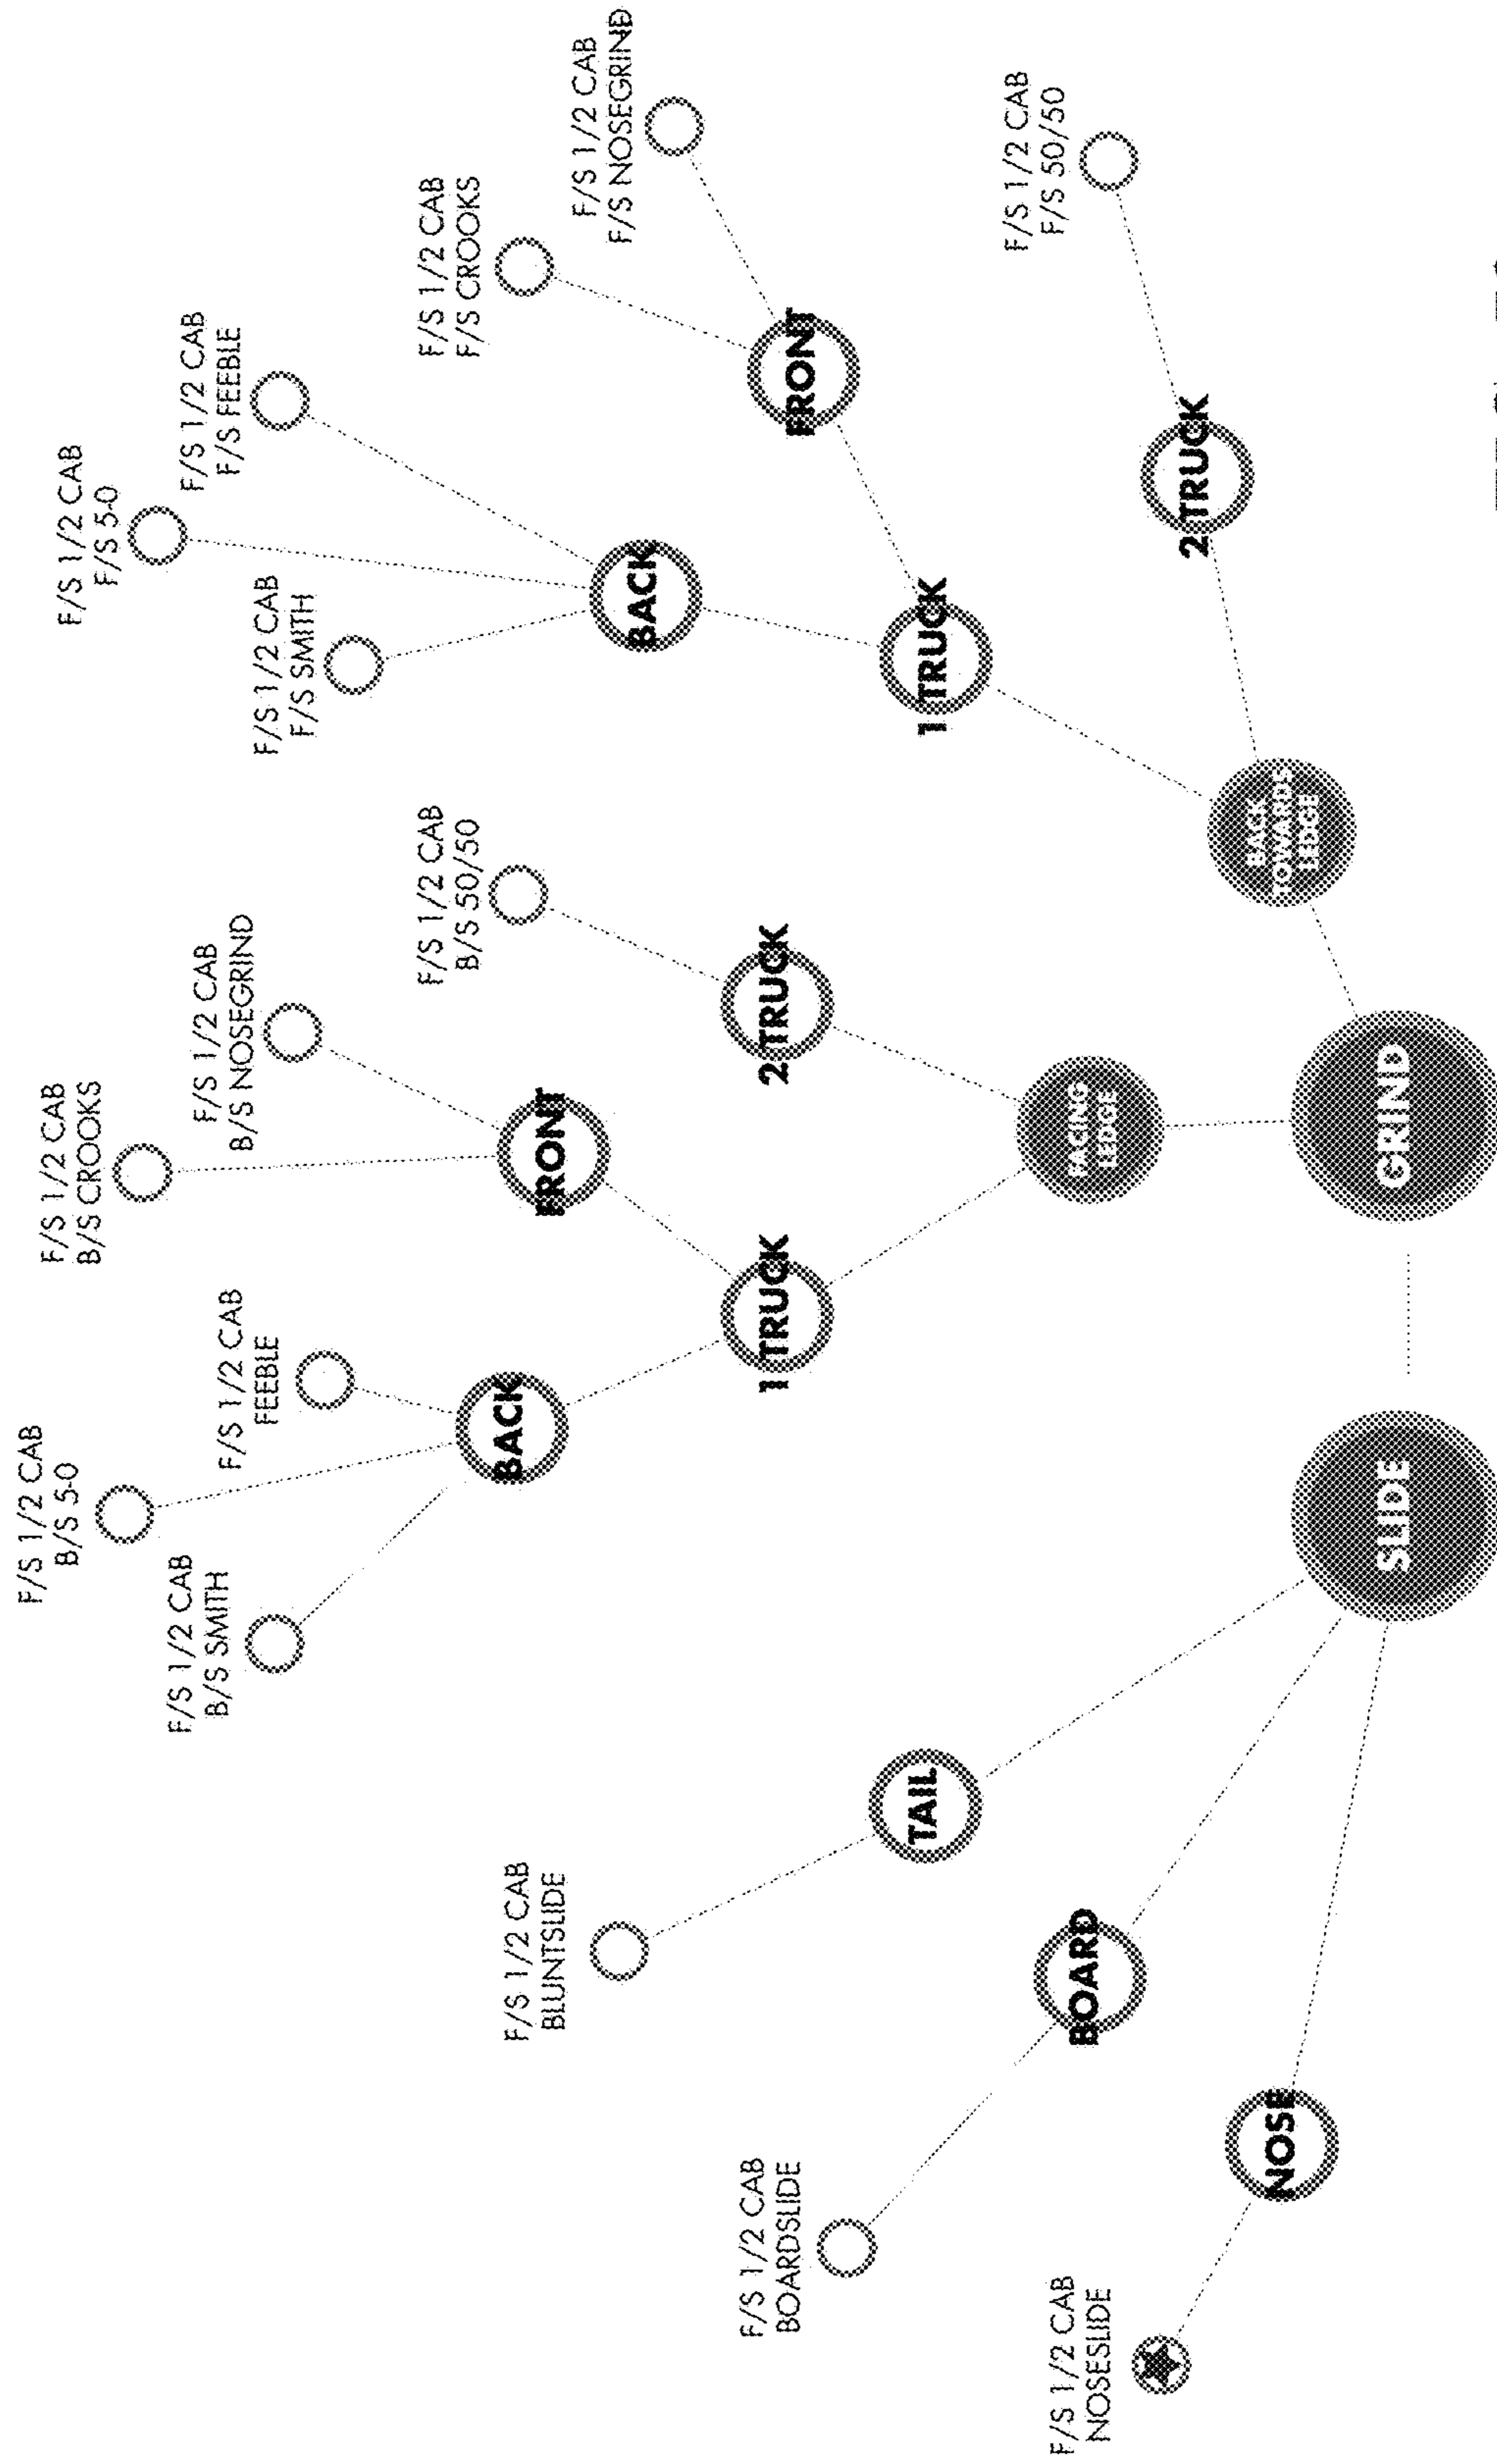 F/S 1/2 CAB
NOSESLIDE
F/S 1/2 CAB
BOARDSLIDE
F/S 1/2 CAB
BLUNTSLIDE
NOSE
BOARD
TAIL
SLIDE
F/S 1/2 CAB
B/S SMITH
F/S 1/2 CAB
B/S 5-0
F/S 1/2 CAB
FEEBLE
BACK
F/S 1/2 CAB
B/S CROOKS
F/S 1/2 CAB
B/S NOSEGRIND
FRONT
1 TRUCK
F/S 1/2 CAB
B/S 50/50
2 TRUCK
FACING
LEDGE
GRIND
F/S 1/2 CAB
F/S SMITH
F/S 1/2 CAB
F/S 5-0
F/S 1/2 CAB
F/S FEEBLE
BACK
F/S 1/2 CAB
F/S CROOKS
F/S 1/2 CAB
F/S NOSEGRIND
FRONT
1 TRUCK
F/S 1/2 CAB
F/S 50/50
2 TRUCK
BACK
TOWARDS
LEDGE